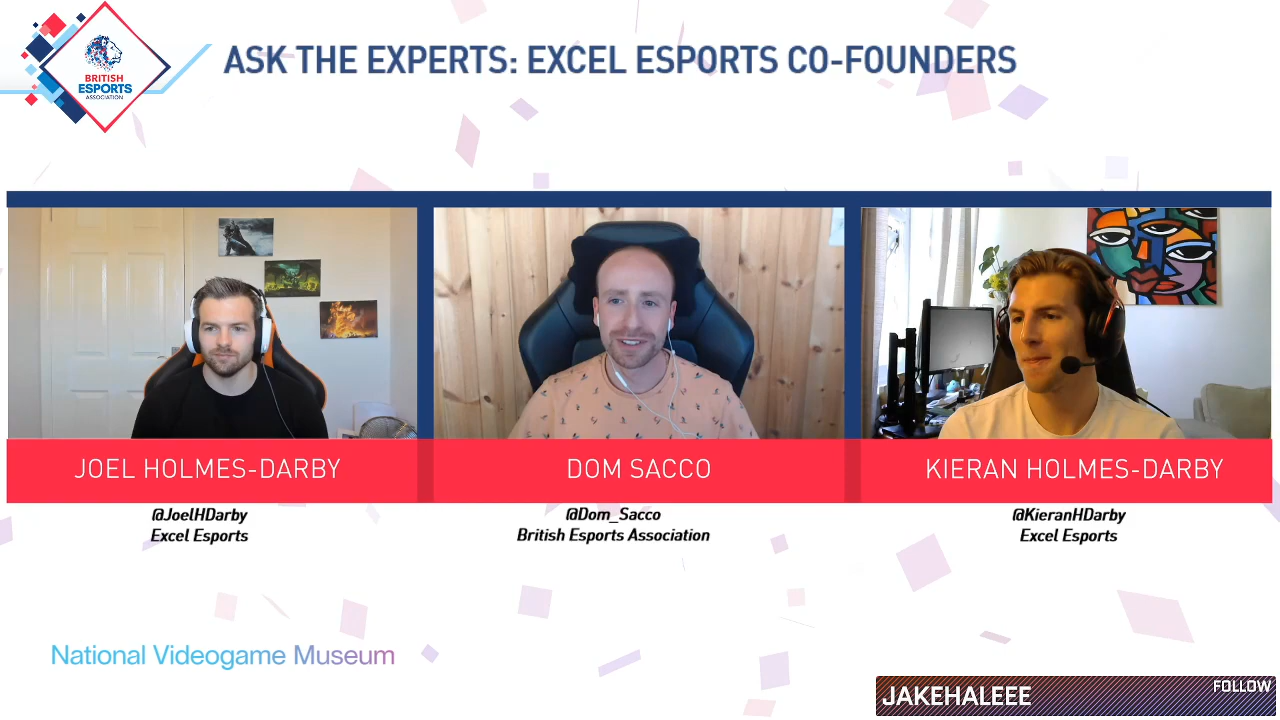 BRITISH
ESPORTS
ASSOCIATION
ASK THE EXPERTS: EXCEL ESPORTS CO-FOUNDERS
JOEL HOLMES-DARBY
DOM SACCO
KIERAN HOLMES-DARBY
@JoelHDarby
Excel Esports
@Dom_Sacco
British Esports Association
@KieranHDarby
Excel Esports
National Videogame Museum
FOLLOW
JAKEHALEEE